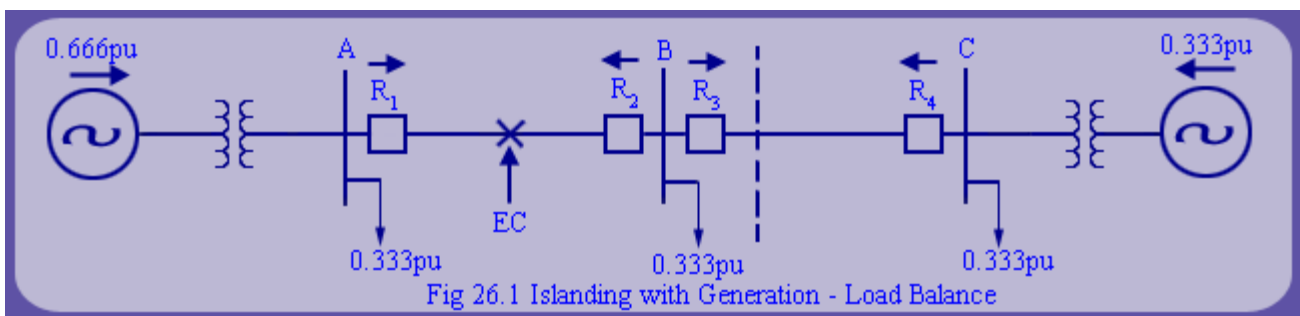 0.666pu
A
B
C
0.333pu
R1
R2
R3
R4
EC
0.333pu
0.333pu
0.333pu
Fig 26.1 Islanding with Generation - Load Balance